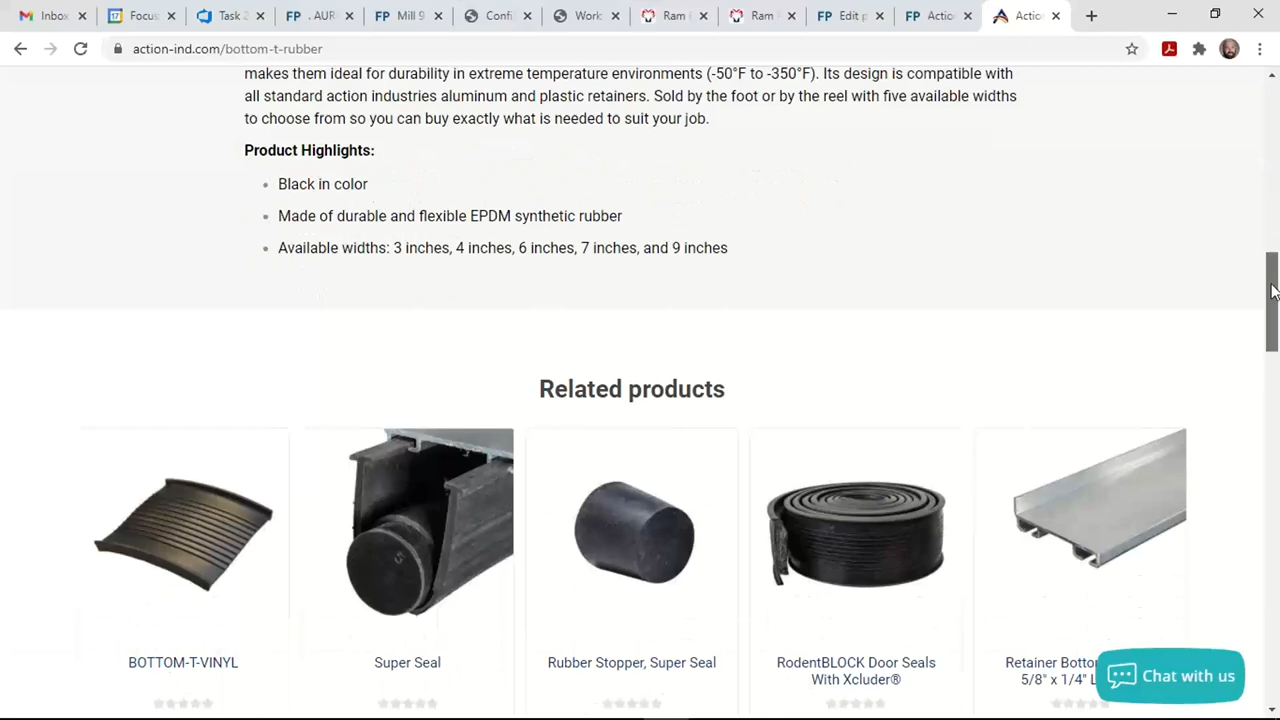 Inbox
Focus
Task 2
FP . AUR
FP Mill 9
Confi
Work
Ram
Ram
FP Edit p
FP Actio
Actio
action-ind.com/bottom-t-rubber
makes them ideal for durability in extreme temperature environments (-50°F to -350°F). Its design is compatible with
all standard action industries aluminum and plastic retainers. Sold by the foot or by the reel with five available widths
to choose from so you can buy exactly what is needed to suit your job.
Product Highlights:
Black in color
Made of durable and flexible EPDM synthetic rubber
Available widths: 3 inches, 4 inches, 6 inches, 7 inches, and 9 inches
Related products
BOTTOM-T-VINYL
Super Seal
Rubber Stopper, Super Seal
RodentBLOCK Door Seals
With Xcluder®
Retainer
5/8" x 1/4"
Chat with us